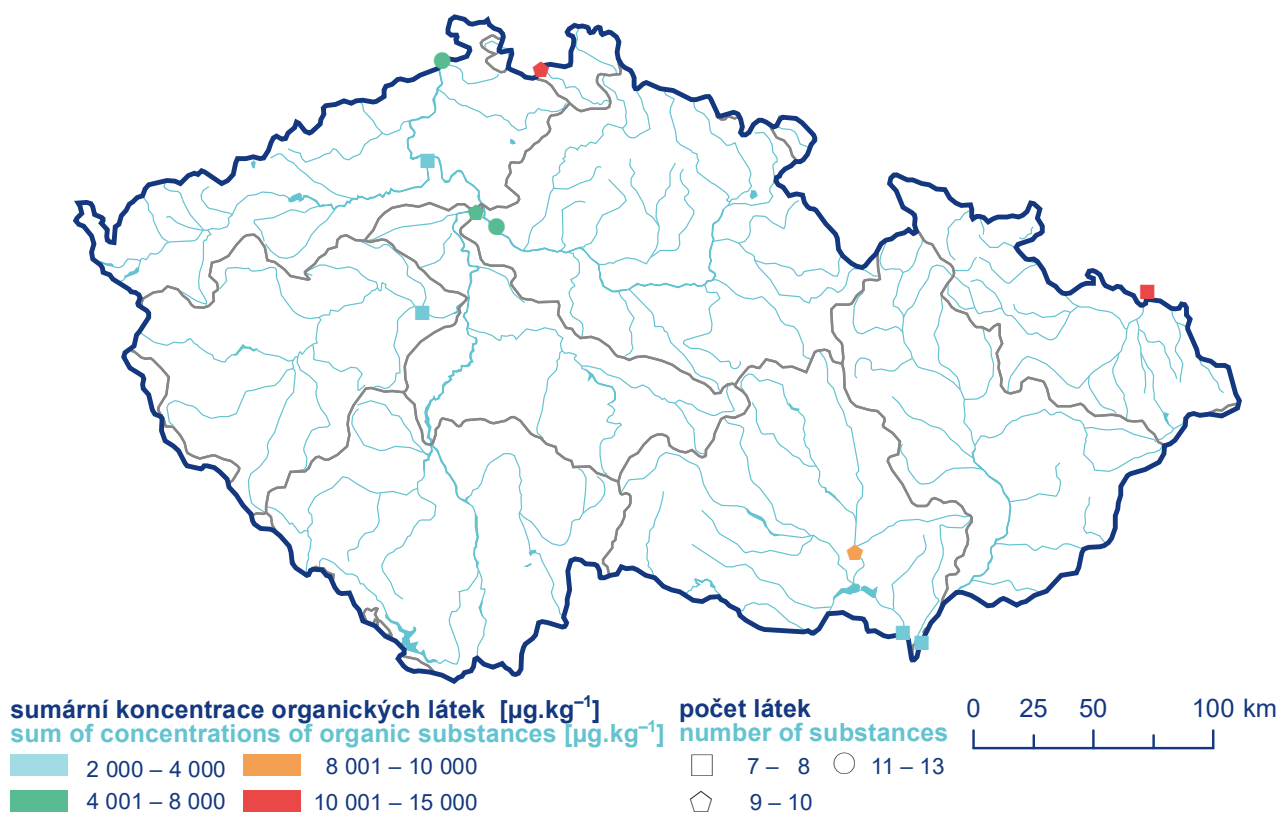 sumární koncentrace organických látek [µg.kg⁻¹]
sum of concentrations of organic substances [µg.kg⁻¹]
2 000 – 4 000
8 001 – 10 000
4 001 – 8 000
10 001 – 15 000
počet látek
number of substances
7 – 8
11 – 13
9 – 10
0 25 50 100 km